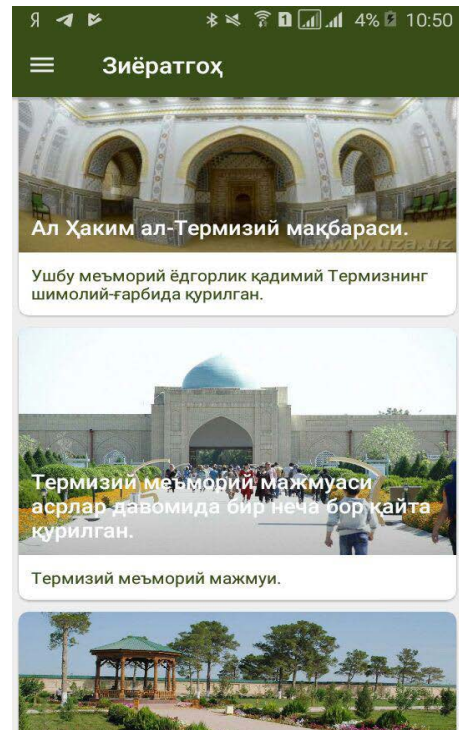 Я 1 4% 10:50
Зиёратгоҳ
Ал Ҳаким ал-Термизий мақбараси.
www.uza.uz
Ушбу меъморий ёдгорлик қадимий Термизнинг
шимолий-ғарбида қурилган.
Термизий меъморий мажмуаси
асрлар давомида бир неча бор қайта
қурилган.
Термизий меъморий мажмуи.